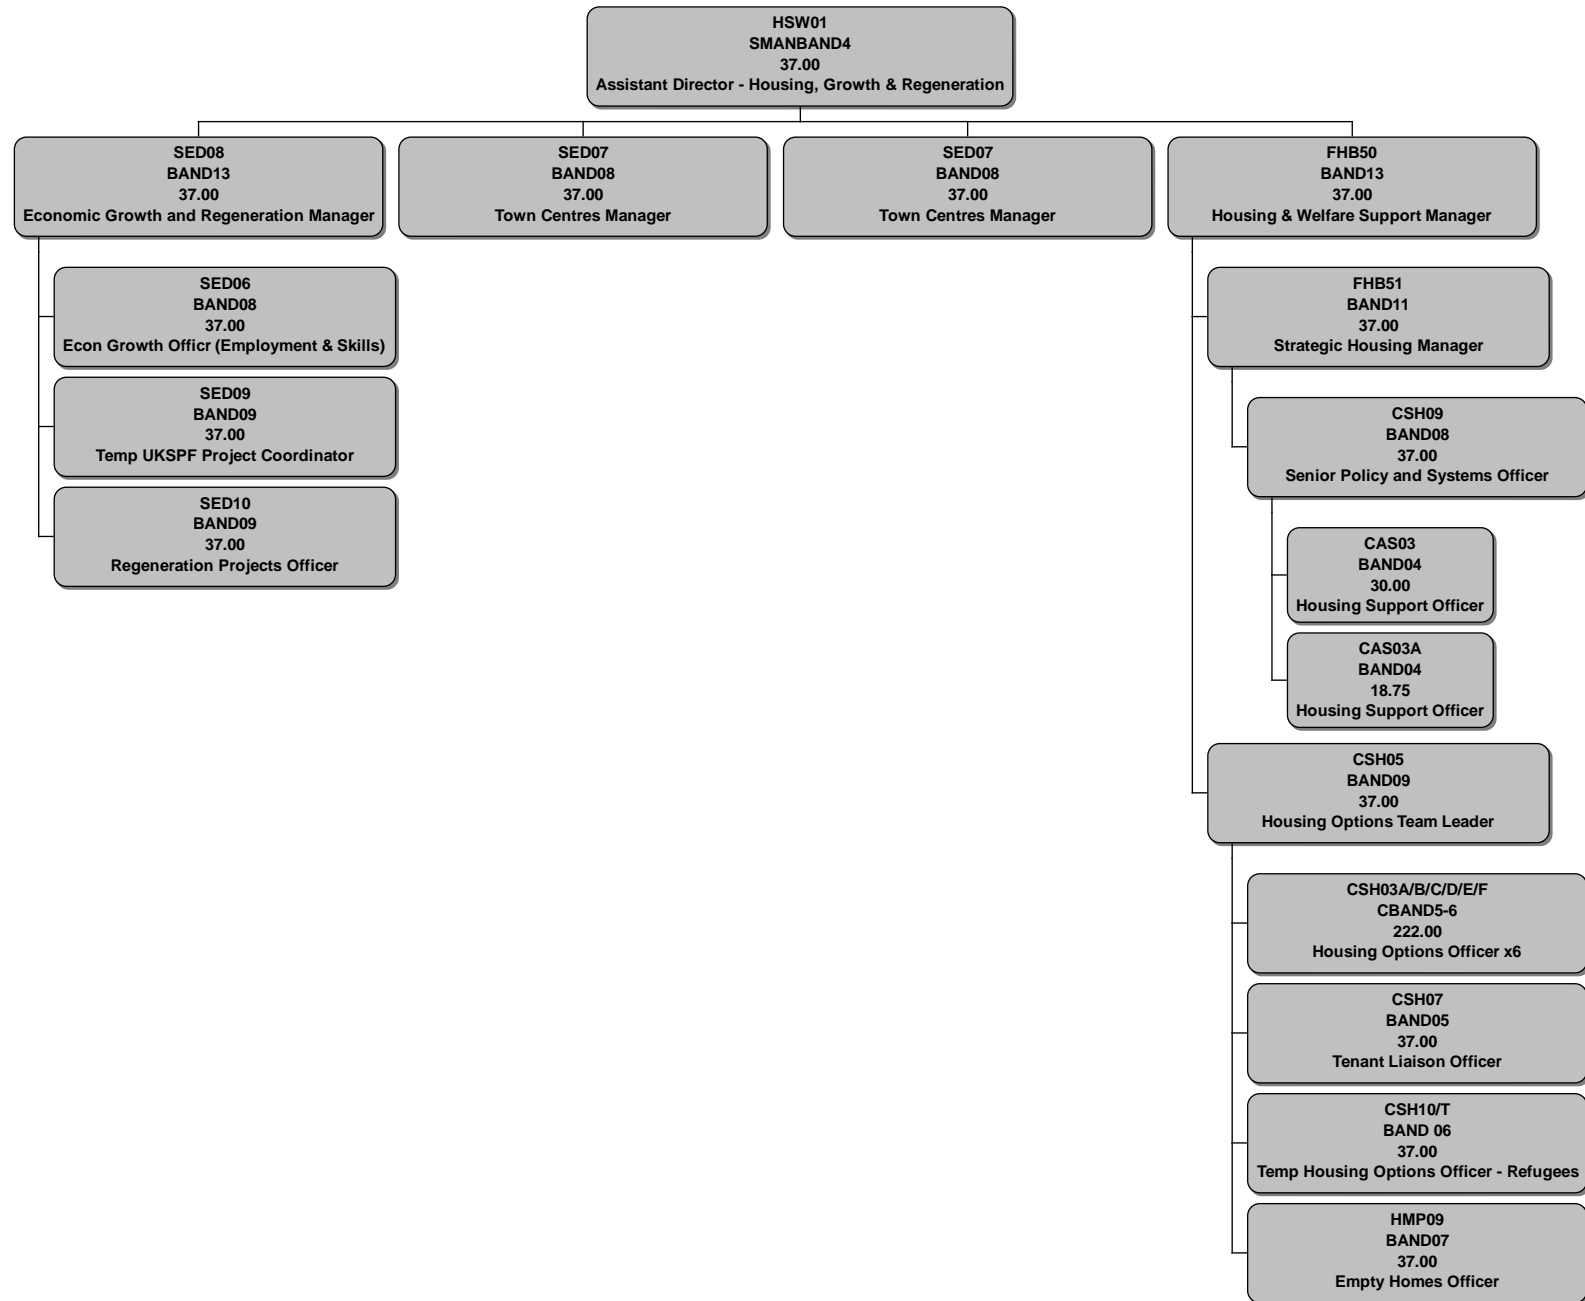 HSW01
SMANBAND4
37.00
Assistant Director - Housing, Growth & Regeneration
SED08
BAND13
37.00
Economic Growth and Regeneration Manager
SED07
BAND08
37.00
Town Centres Manager
SED07
BAND08
37.00
Town Centres Manager
FHB50
BAND13
37.00
Housing & Welfare Support Manager
SED06
BAND08
37.00
Econ Growth Officr (Employment & Skills)
SED09
BAND09
37.00
Temp UKSPF Project Coordinator
SED10
BAND09
37.00
Regeneration Projects Officer
FHB51
BAND11
37.00
Strategic Housing Manager
CSH09
BAND08
37.00
Senior Policy and Systems Officer
CAS03
BAND04
30.00
Housing Support Officer
CAS03A
BAND04
18.75
Housing Support Officer
CSH05
BAND09
37.00
Housing Options Team Leader
CSH03A/B/C/D/E/F
CBAND5-6
222.00
Housing Options Officer x6
CSH07
BAND05
37.00
Tenant Liaison Officer
CSH10/T
BAND 06
37.00
Temp Housing Options Officer - Refugees
HMP09
BAND07
37.00
Empty Homes Officer